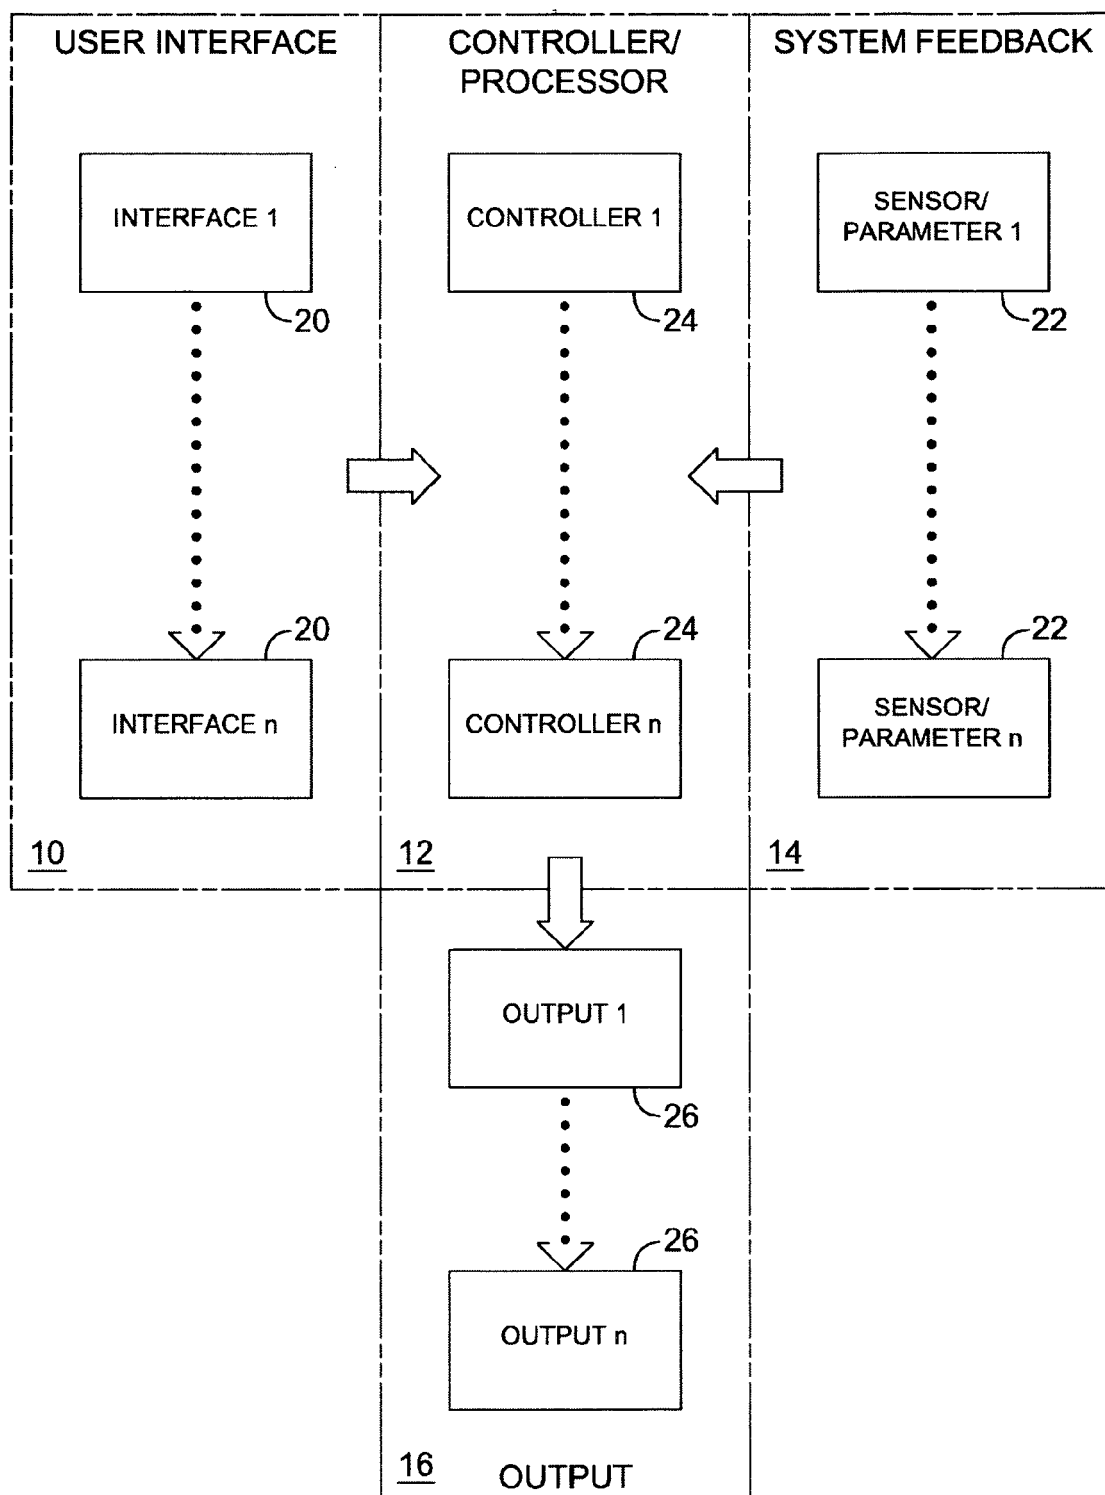 USER INTERFACE
CONTROLLER/
PROCESSOR
SYSTEM FEEDBACK
INTERFACE 1
20
CONTROLLER 1
24
SENSOR/
PARAMETER 1
22
20
INTERFACE n
24
CONTROLLER n
22
SENSOR/
PARAMETER n
10
12
14
OUTPUT 1
26
26
OUTPUT n
16
OUTPUT